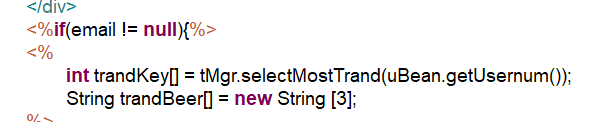 </div>
<%if(email != null){%>
<%
int trandKey[] = tMgr.selectMostTrand(uBean.getUsernum());
String trandBeer[] = new String [3];
%>